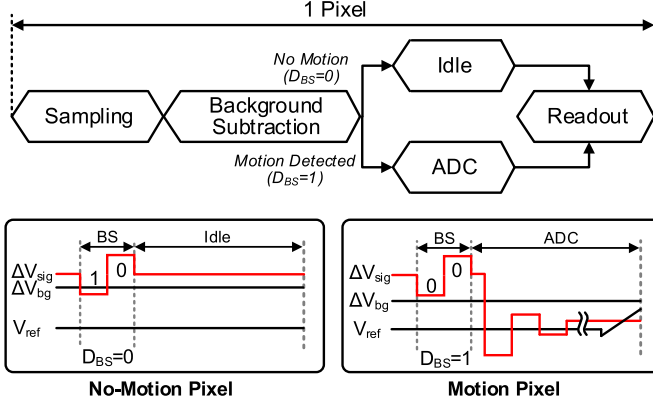 1 Pixel
No Motion
(DBS=0)
Idle
Sampling
Background
Subtraction
Readout
Motion Detected
(DBS=1)
ADC
BS
Idle
ΔVsig
1
0
ΔVbg
Vref
DBS=0
No-Motion Pixel
BS
ADC
ΔVsig
0
0
ΔVbg
Vref
DBS=1
Motion Pixel